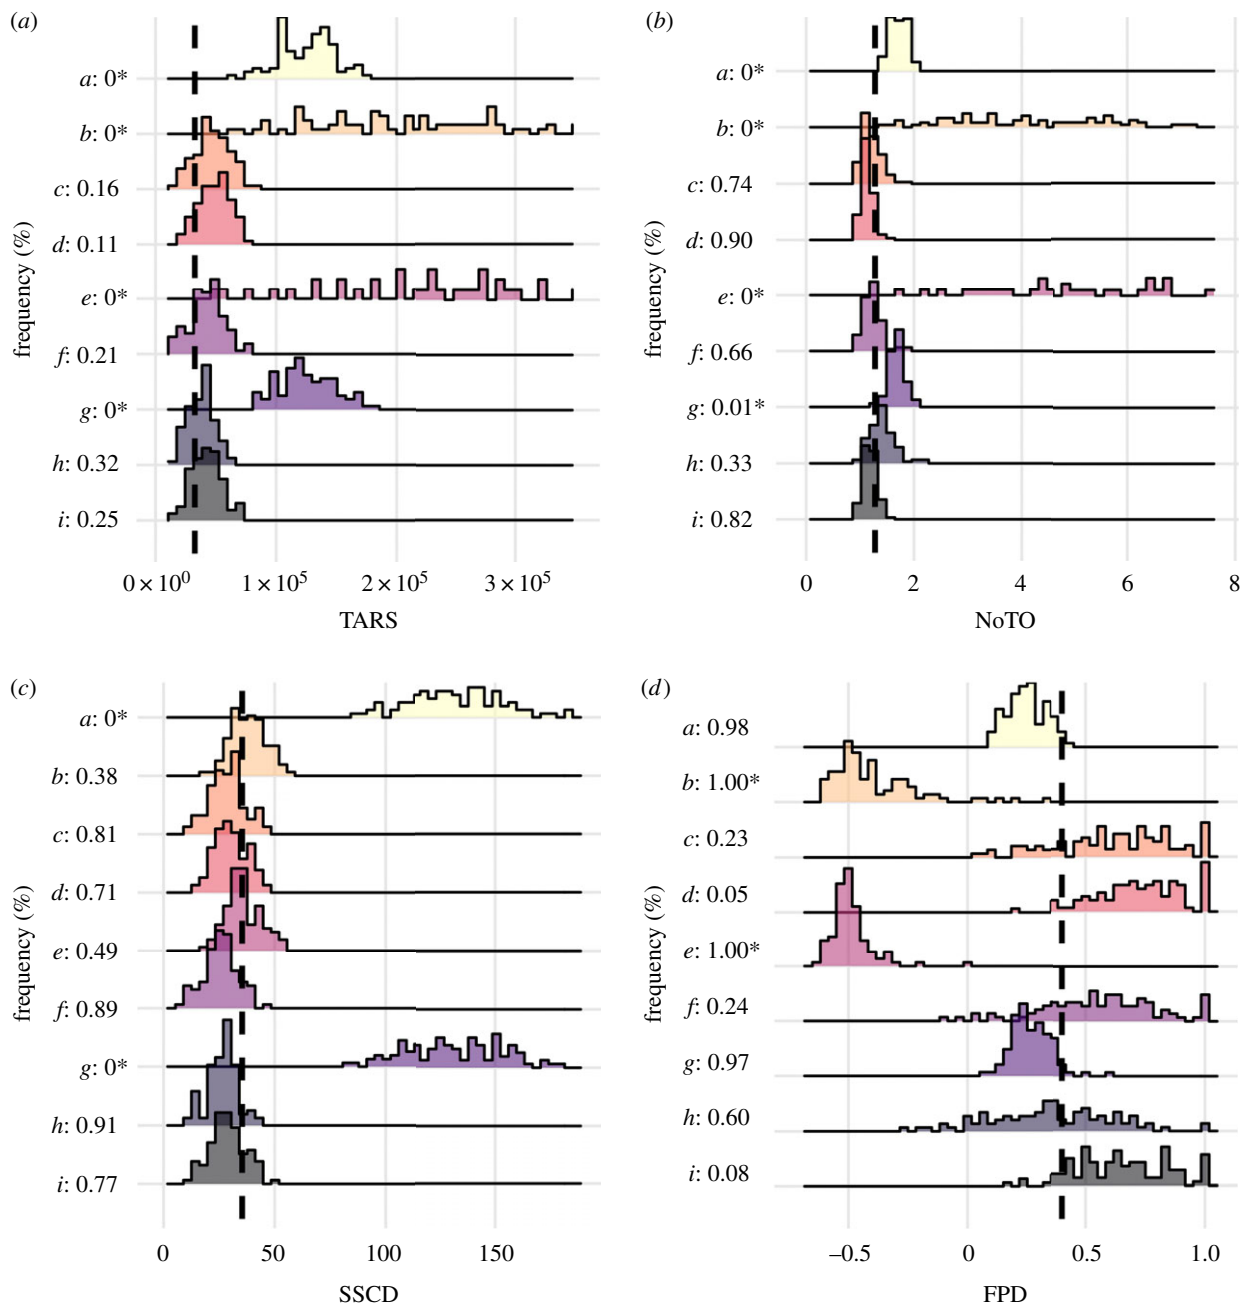 (a)
a: 0*
b: 0*
c: 0.16
d: 0.11
e: 0*
f: 0.21
g: 0*
h: 0.32
i: 0.25
frequency (%)
0 × 10⁰ 1 × 10⁵ 2 × 10⁵ 3 × 10⁵
TARS
(b)
a: 0*
b: 0*
c: 0.74
d: 0.90
e: 0*
f: 0.66
g: 0.01*
h: 0.33
i: 0.82
frequency (%)
0 2 4 6 8
NoTO
(c)
a: 0*
b: 0.38
c: 0.81
d: 0.71
e: 0.49
f: 0.89
g: 0*
h: 0.91
i: 0.77
frequency (%)
0 50 100 150
SSCD
(d)
a: 0.98
b: 1.00*
c: 0.23
d: 0.05
e: 1.00*
f: 0.24
g: 0.97
h: 0.60
i: 0.08
frequency (%)
–0.5 0 0.5 1.0
FPD